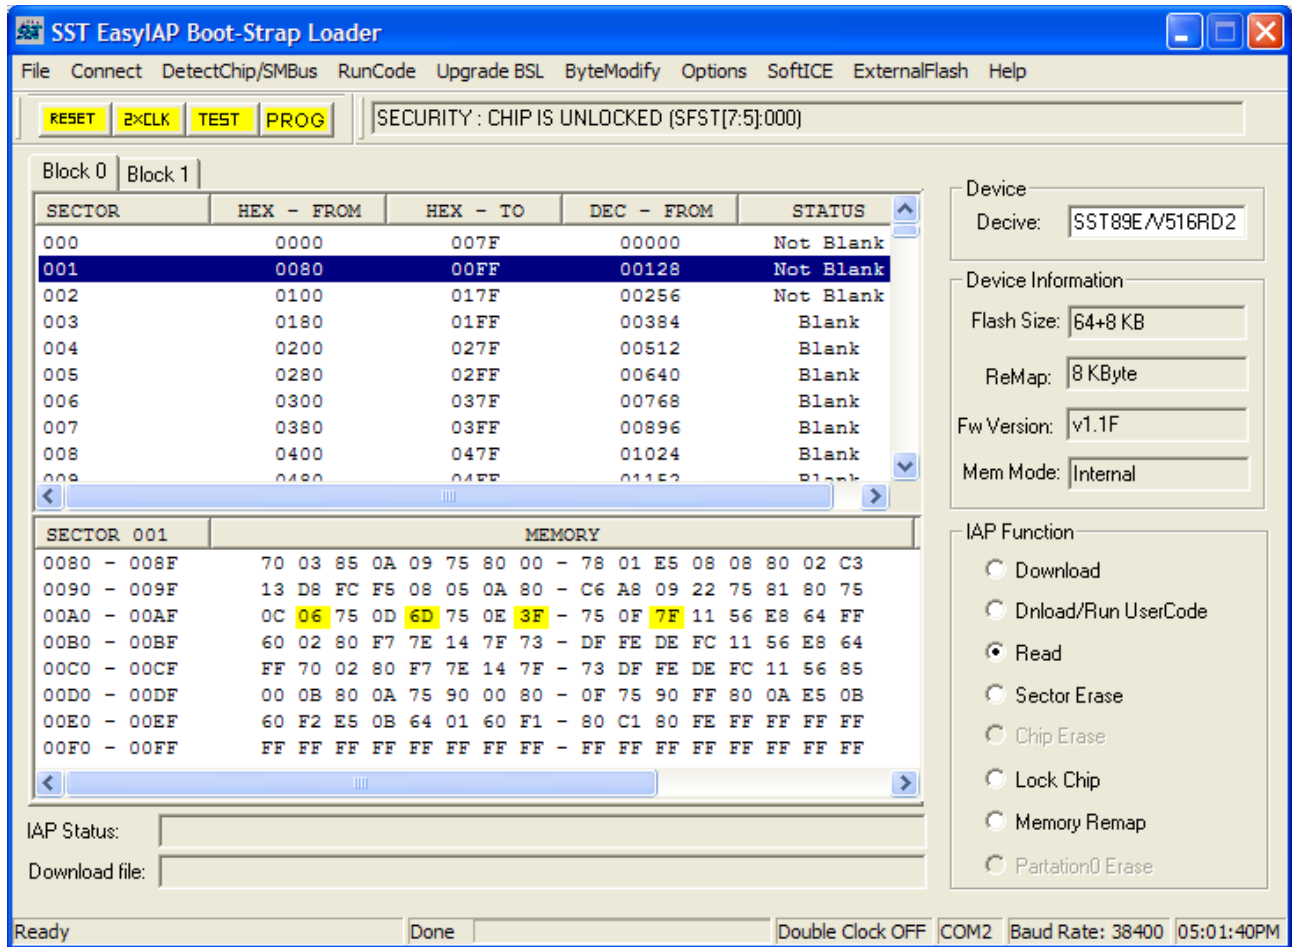 SST SST EasyIAP Boot-Strap Loader
File Connect DetectChip/SMBus RunCode Upgrade BSL ByteModify Options SoftICE ExternalFlash Help
RESET 2×CLK TEST PROG SECURITY : CHIP IS UNLOCKED (SFST[7:5]:000)
Block 0 Block 1
SECTOR HEX - FROM HEX - TO DEC - FROM STATUS
000 0000 007F 00000 Not Blank
001 0080 00FF 00128 Not Blank
002 0100 017F 00256 Not Blank
003 0180 01FF 00384 Blank
004 0200 027F 00512 Blank
005 0280 02FF 00640 Blank
006 0300 037F 00768 Blank
007 0380 03FF 00896 Blank
008 0400 047F 01024 Blank
009 0480 04FF 01152 Blank
SECTOR 001 MEMORY
0080 - 008F 70 03 85 0A 09 75 80 00 - 78 01 E5 08 08 80 02 C3
0090 - 009F 13 D8 FC F5 08 05 0A 80 - C6 A8 09 22 75 81 80 75
00A0 - 00AF 0C 06 75 0D 6D 75 0E 3F - 75 0F 7F 11 56 E8 64 FF
00B0 - 00BF 60 02 80 F7 7E 14 7F 73 - DF FE DE FC 11 56 E8 64
00C0 - 00CF FF 70 02 80 F7 7E 14 7F - 73 DF FE DE FC 11 56 85
00D0 - 00DF 00 0B 80 0A 75 90 00 80 - 0F 75 90 FF 80 0A E5 0B
00E0 - 00EF 60 F2 E5 0B 64 01 60 F1 - 80 C1 80 FE FF FF FF FF
00F0 - 00FF FF FF FF FF FF FF FF FF - FF FF FF FF FF FF FF FF
IAP Status:
Download file:
Device
Decive: SST89E/V516RD2
Device Information
Flash Size: 64+8 KB
ReMap: 8 KByte
Fw Version: v1.1F
Mem Mode: Internal
IAP Function
Download
Dnload/Run UserCode
Read
Sector Erase
Chip Erase
Lock Chip
Memory Remap
Partation0 Erase
Ready Done Double Clock OFF COM2 Baud Rate: 38400 05:01:40PM